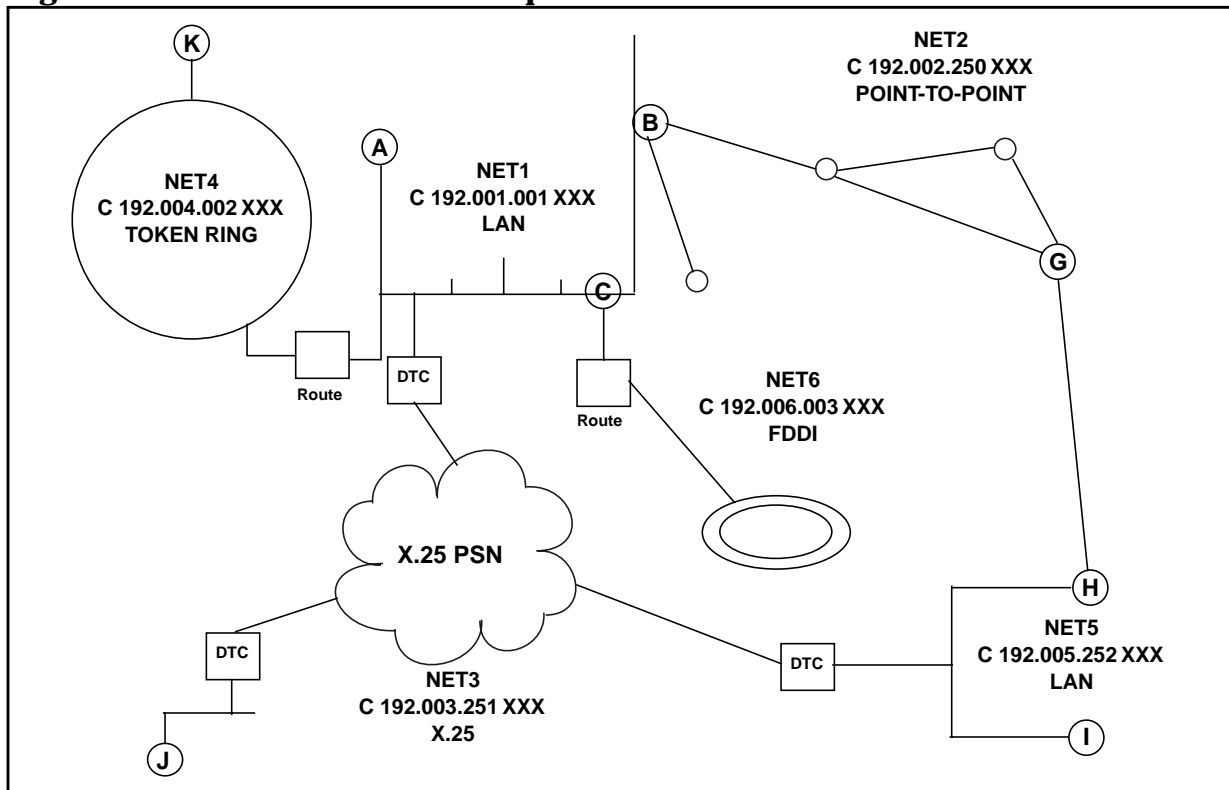 K
NET2
C 192.002.250 XXX
POINT-TO-POINT
B
A
NET1
C 192.001.001 XXX
LAN
NET4
C 192.004.002 XXX
TOKEN RING
G
C
DTC
Route
Route
NET6
C 192.006.003 XXX
FDDI
X.25 PSN
H
NET5
C 192.005.252 XXX
LAN
DTC
DTC
NET3
C 192.003.251 XXX
X.25
I
J